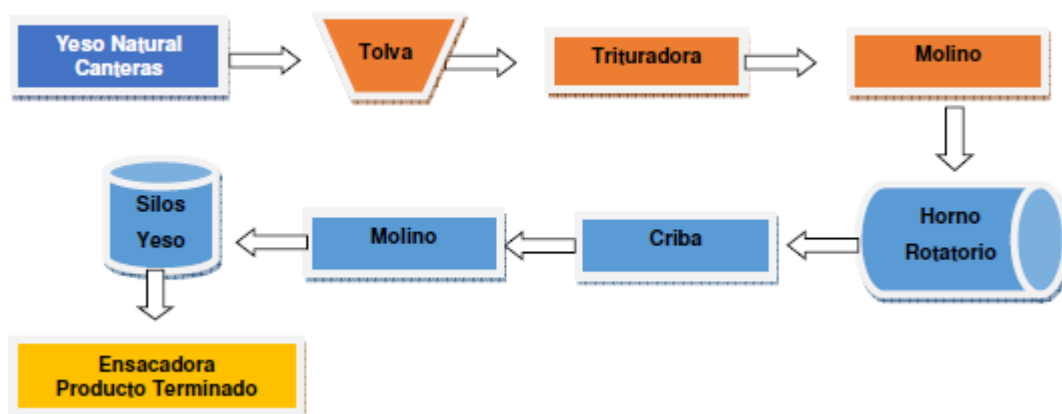 Yeso Natural
Canteras
Tolva
Trituradora
Molino
Horno
Rotatorio
Criba
Molino
Silos
Yeso
Ensacadora
Producto Terminado